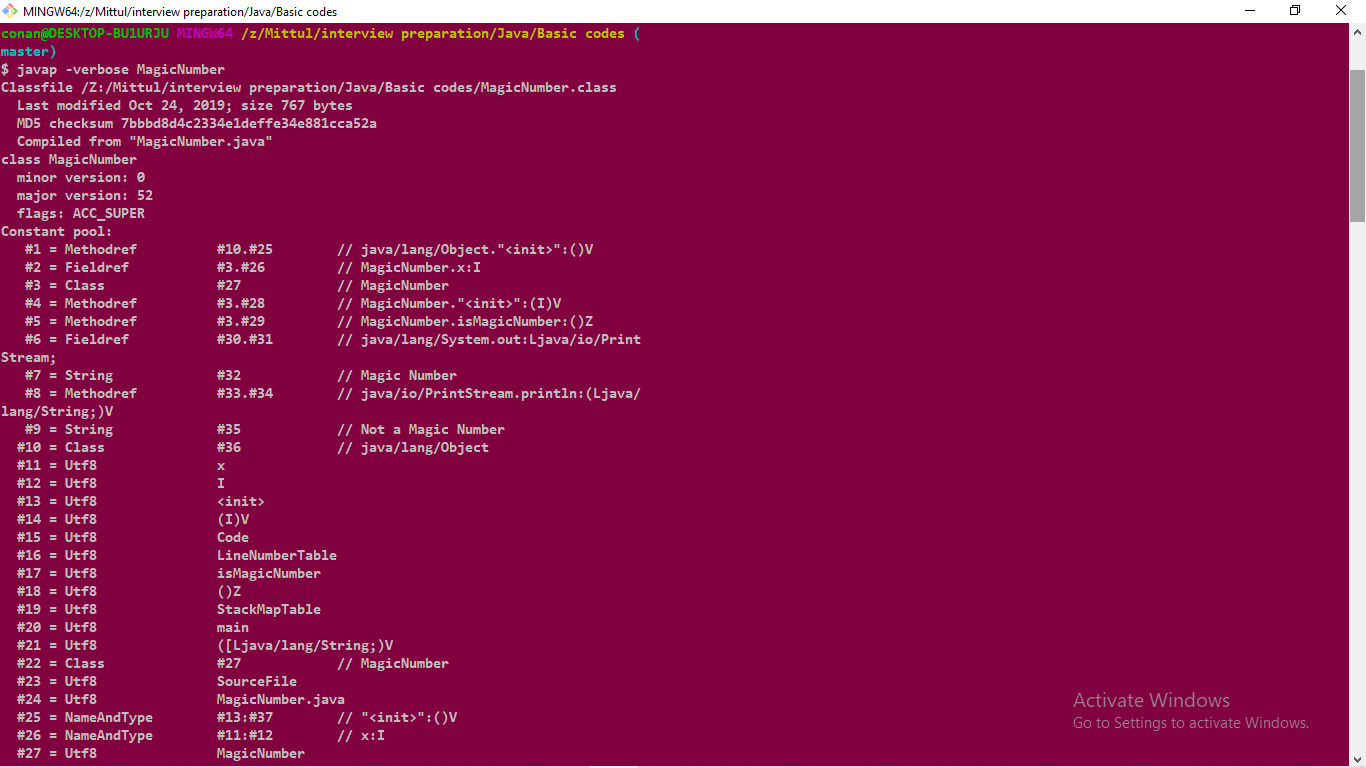 MINGW64:/z/Mittul/interview preparation/Java/Basic codes
conan@DESKTOP-BU1URJU MINGW64 /z/Mittul/interview preparation/Java/Basic codes (
master)
$ javap -verbose MagicNumber
Classfile /Z:/Mittul/interview preparation/Java/Basic codes/MagicNumber.class
  Last modified Oct 24, 2019; size 767 bytes
  MD5 checksum 7bbbd8d4c2334e1deffe34e881cca52a
  Compiled from "MagicNumber.java"
class MagicNumber
  minor version: 0
  major version: 52
  flags: ACC_SUPER
Constant pool:
   #1 = Methodref          #10.#25        // java/lang/Object."<init>":()V
   #2 = Fieldref           #3.#26         // MagicNumber.x:I
   #3 = Class              #27            // MagicNumber
   #4 = Methodref          #3.#28         // MagicNumber."<init>":(I)V
   #5 = Methodref          #3.#29         // MagicNumber.isMagicNumber:()Z
   #6 = Fieldref           #30.#31        // java/lang/System.out:Ljava/io/Print
Stream;
   #7 = String             #32            // Magic Number
   #8 = Methodref          #33.#34        // java/io/PrintStream.println:(Ljava/
lang/String;)V
   #9 = String             #35            // Not a Magic Number
  #10 = Class              #36            // java/lang/Object
  #11 = Utf8               x
  #12 = Utf8               I
  #13 = Utf8               <init>
  #14 = Utf8               (I)V
  #15 = Utf8               Code
  #16 = Utf8               LineNumberTable
  #17 = Utf8               isMagicNumber
  #18 = Utf8               ()Z
  #19 = Utf8               StackMapTable
  #20 = Utf8               main
  #21 = Utf8               ([Ljava/lang/String;)V
  #22 = Class              #27            // MagicNumber
  #23 = Utf8               SourceFile
  #24 = Utf8               MagicNumber.java
  #25 = NameAndType        #13:#37        // "<init>":()V
  #26 = NameAndType        #11:#12        // x:I
  #27 = Utf8               MagicNumber
Activate Windows
Go to Settings to activate Windows.